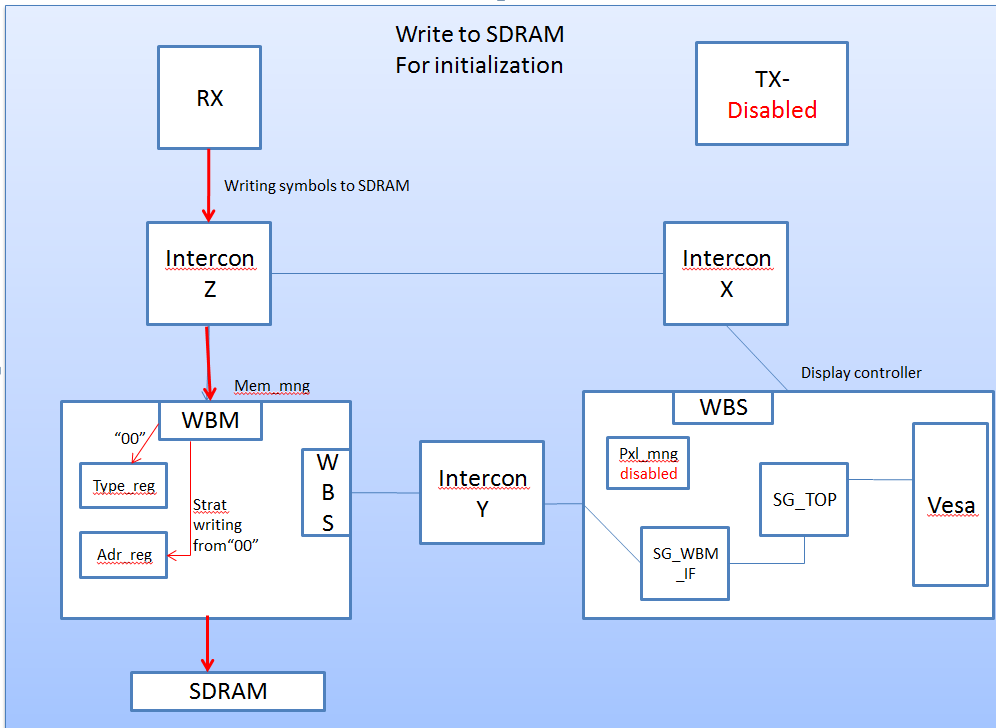 Write to SDRAM
For initialization
RX
TX-
Disabled
Writing symbols to SDRAM
Intercon
Z
Intercon
X
Mem_mng
Display controller
WBM
WBS
"00"
Type_reg
Strat
writing
from"00"
Adr_reg
W
B
S
Intercon
Y
Pxl_mng
disabled
SG_TOP
Vesa
SG_WBM
_IF
SDRAM